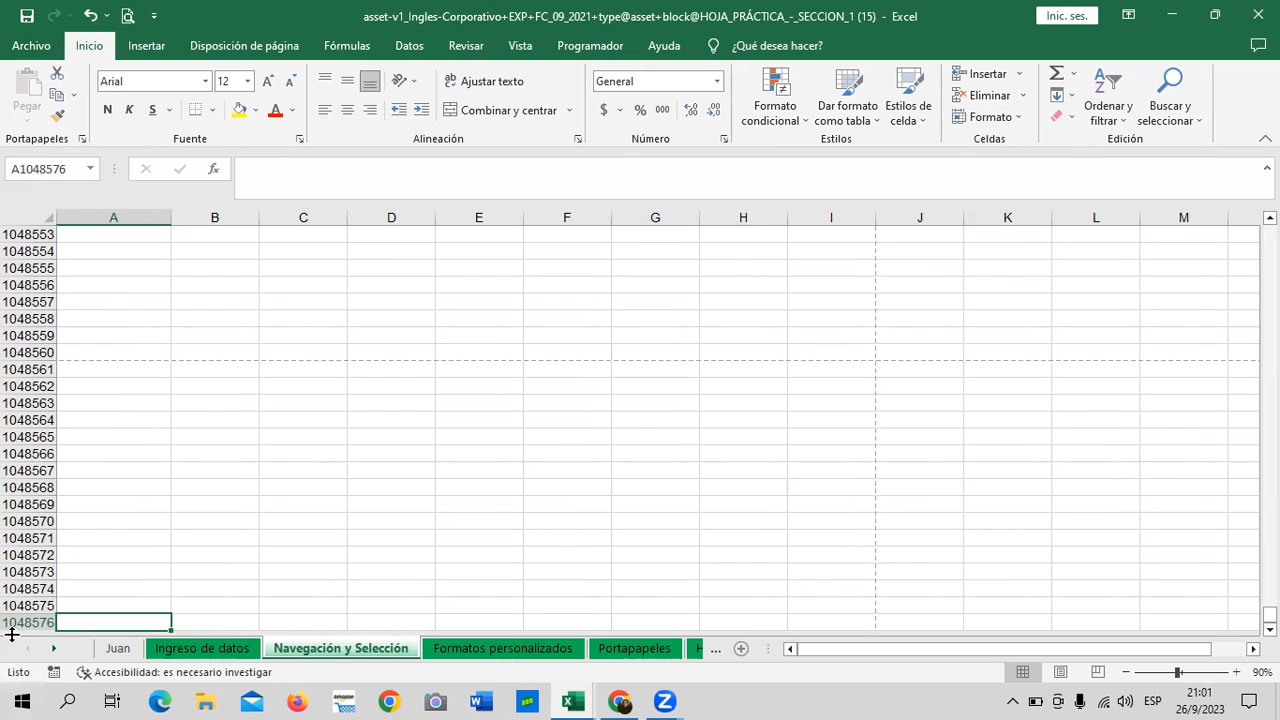 asset-v1_Ingles-Corporativo+EXP+FC_09_2021+type@asset+block@HOJA_PRÁCTICA_-_SECCION_1 (15) - Excel
Inic. ses.
Archivo Inicio Insertar Disposición de página Fórmulas Datos Revisar Vista Programador Ayuda ¿Qué desea hacer?
Pegar
Arial 12
Ajustar texto
General
Formato condicional
Dar formato como tabla
Estilos de celda
Insertar
Eliminar
Formato
Ordenar y filtrar
Buscar y seleccionar
N K S
Combinar y centrar
$ % 000
Portapapeles Fuente Alineación Número Estilos Celdas Edición
A1048576 fx
A B C D E F G H I J K L M
1048553
1048554
1048555
1048556
1048557
1048558
1048559
1048560
1048561
1048562
1048563
1048564
1048565
1048566
1048567
1048568
1048569
1048570
1048571
1048572
1048573
1048574
1048575
1048576
Juan Ingreso de datos Navegación y Selección Formatos personalizados Portapapeles ...
Listo Accesibilidad: es necesario investigar 90%
ESP 21:01
26/9/2023